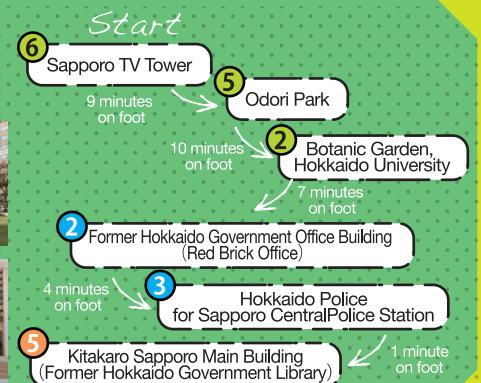 Start
6
Sapporo TV Tower
9 minutes
on foot
5
Odori Park
10 minutes
on foot
2
Botanic Garden,
Hokkaido University
7 minutes
on foot
2
Former Hokkaido Government Office Building
(Red Brick Office)
4 minutes
on foot
3
Hokkaido Police
for Sapporo CentralPolice Station
1 minute
on foot
5
Kitakaro Sapporo Main Building
(Former Hokkaido Government Library)